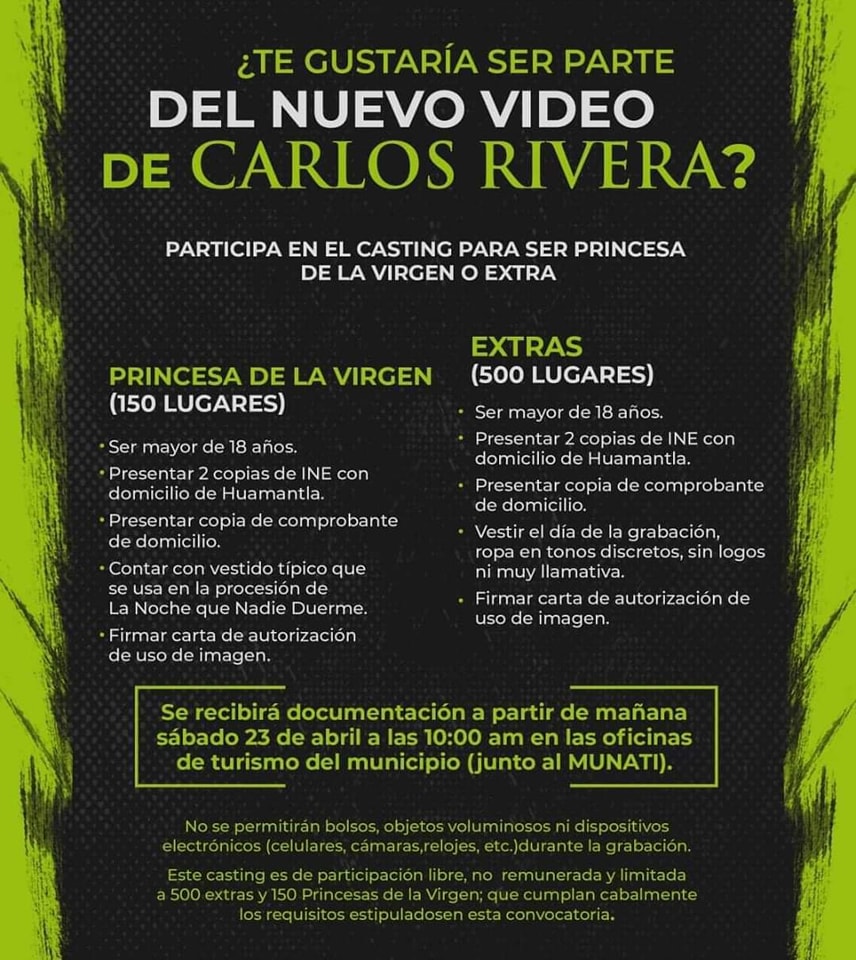 ¿TE GUSTARÍA SER PARTE
DEL NUEVO VIDEO
DE CARLOS RIVERA?
PARTICIPA EN EL CASTING PARA SER PRINCESA
DE LA VIRGEN O EXTRA
PRINCESA DE LA VIRGEN
(150 LUGARES)
• Ser mayor de 18 años.
• Presentar 2 copias de INE con
domicilio de Huamantla.
• Presentar copia de comprobante
de domicilio.
• Contar con vestido típico que
se usa en la procesión de
La Noche que Nadie Duerme.
• Firmar carta de autorización
de uso de imagen.
EXTRAS
(500 LUGARES)
• Ser mayor de 18 años.
• Presentar 2 copias de INE con
domicilio de Huamantla.
• Presentar copia de comprobante
de domicilio.
• Vestir el día de la grabación,
ropa en tonos discretos, sin logos
ni muy llamativa.
• Firmar carta de autorización de
uso de imagen.
Se recibirá documentación a partir de mañana
sábado 23 de abril a las 10:00 am en las oficinas
de turismo del municipio (junto al MUNATI).
No se permitirán bolsos, objetos voluminosos ni dispositivos
electrónicos (celulares, cámaras,relojes, etc.)durante la grabación.
Este casting es de participación libre, no remunerada y limitada
a 500 extras y 150 Princesas de la Virgen; que cumplan cabalmente
los requisitos estipuladosen esta convocatoria.